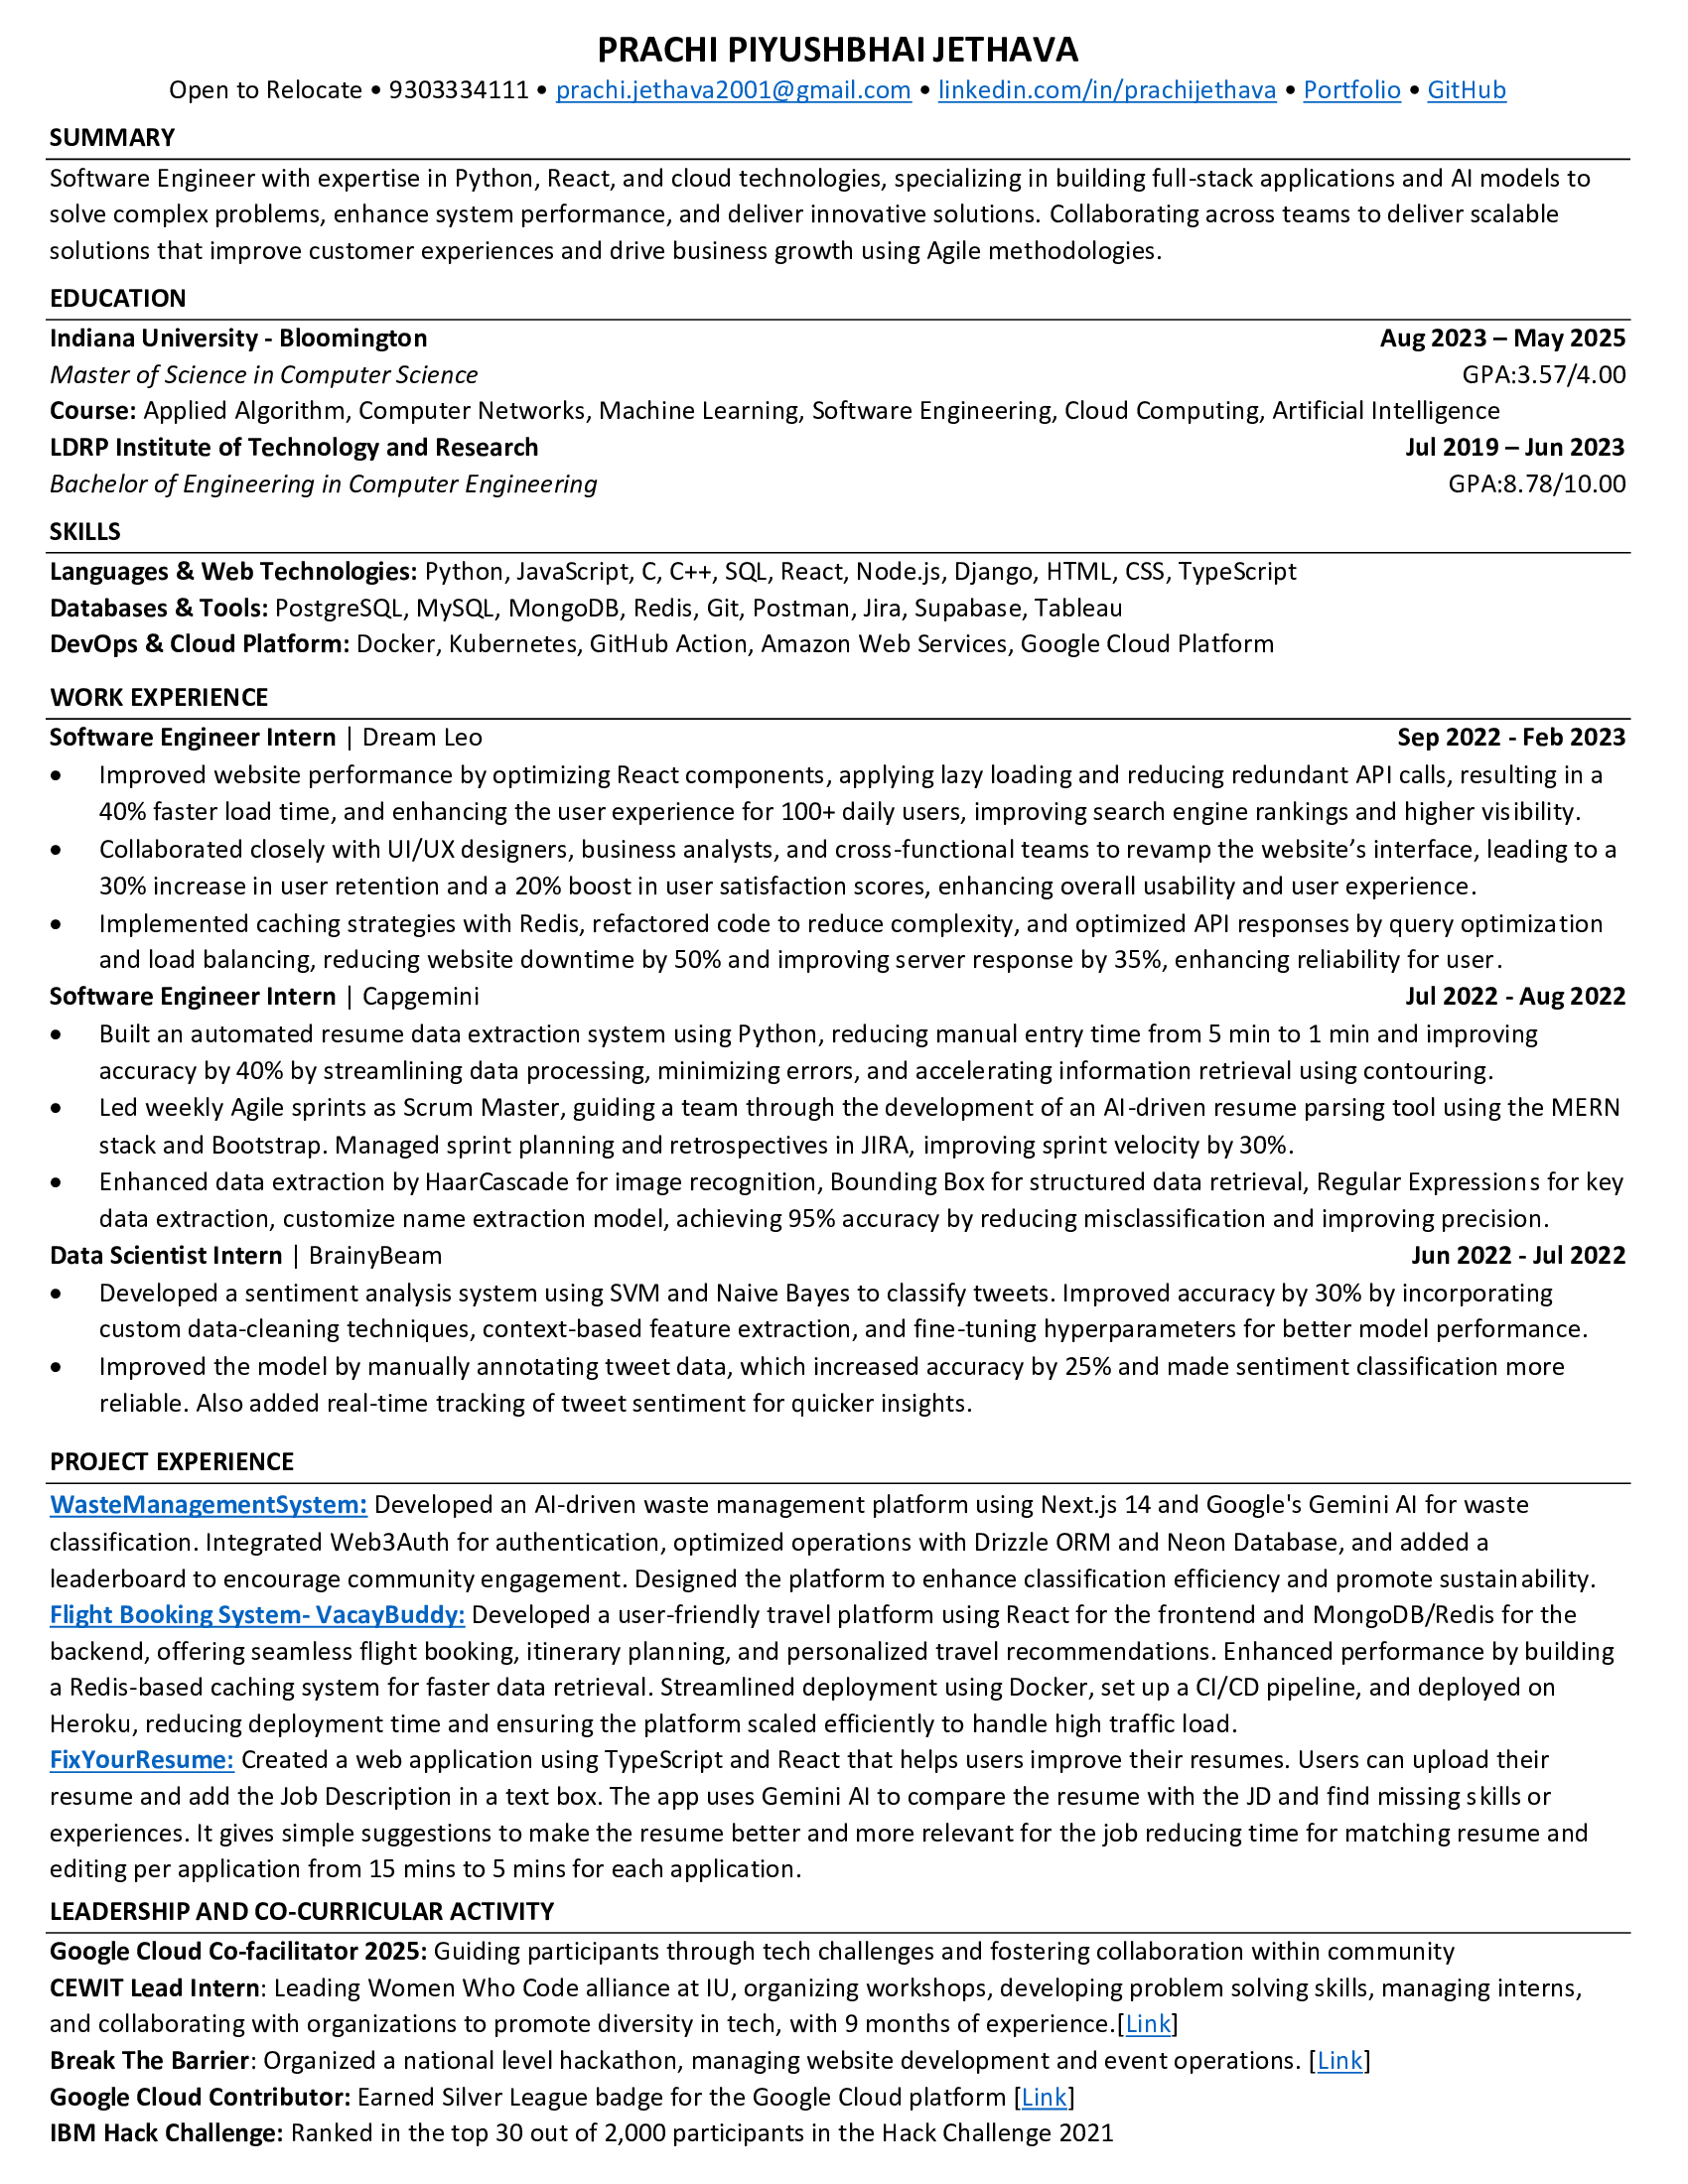 PRACHI PIYUSHBHAI JETHAVA
Open to Relocate • 9303334111 • prachi.jethava2001@gmail.com • linkedin.com/in/prachijethava • Portfolio • GitHub
SUMMARY
Software Engineer with expertise in Python, React, and cloud technologies, specializing in building full-stack applications and AI models to
solve complex problems, enhance system performance, and deliver innovative solutions. Collaborating across teams to deliver scalable
solutions that improve customer experiences and drive business growth using Agile methodologies.
EDUCATION
Indiana University - Bloomington Aug 2023 – May 2025
Master of Science in Computer Science GPA:3.57/4.00
Course: Applied Algorithm, Computer Networks, Machine Learning, Software Engineering, Cloud Computing, Artificial Intelligence
LDRP Institute of Technology and Research Jul 2019 – Jun 2023
Bachelor of Engineering in Computer Engineering GPA:8.78/10.00
SKILLS
Languages & Web Technologies: Python, JavaScript, C, C++, SQL, React, Node.js, Django, HTML, CSS, TypeScript
Databases & Tools: PostgreSQL, MySQL, MongoDB, Redis, Git, Postman, Jira, Supabase, Tableau
DevOps & Cloud Platform: Docker, Kubernetes, GitHub Action, Amazon Web Services, Google Cloud Platform
WORK EXPERIENCE
Software Engineer Intern | Dream Leo Sep 2022 - Feb 2023
• Improved website performance by optimizing React components, applying lazy loading and reducing redundant API calls, resulting in a
40% faster load time, and enhancing the user experience for 100+ daily users, improving search engine rankings and higher visibility.
• Collaborated closely with UI/UX designers, business analysts, and cross-functional teams to revamp the website’s interface, leading to a
30% increase in user retention and a 20% boost in user satisfaction scores, enhancing overall usability and user experience.
• Implemented caching strategies with Redis, refactored code to reduce complexity, and optimized API responses by query optimization
and load balancing, reducing website downtime by 50% and improving server response by 35%, enhancing reliability for user.
Software Engineer Intern | Capgemini Jul 2022 - Aug 2022
• Built an automated resume data extraction system using Python, reducing manual entry time from 5 min to 1 min and improving
accuracy by 40% by streamlining data processing, minimizing errors, and accelerating information retrieval using contouring.
• Led weekly Agile sprints as Scrum Master, guiding a team through the development of an AI-driven resume parsing tool using the MERN
stack and Bootstrap. Managed sprint planning and retrospectives in JIRA, improving sprint velocity by 30%.
• Enhanced data extraction by HaarCascade for image recognition, Bounding Box for structured data retrieval, Regular Expressions for key
data extraction, customize name extraction model, achieving 95% accuracy by reducing misclassification and improving precision.
Data Scientist Intern | BrainyBeam Jun 2022 - Jul 2022
• Developed a sentiment analysis system using SVM and Naive Bayes to classify tweets. Improved accuracy by 30% by incorporating
custom data-cleaning techniques, context-based feature extraction, and fine-tuning hyperparameters for better model performance.
• Improved the model by manually annotating tweet data, which increased accuracy by 25% and made sentiment classification more
reliable. Also added real-time tracking of tweet sentiment for quicker insights.
PROJECT EXPERIENCE
WasteManagementSystem: Developed an AI-driven waste management platform using Next.js 14 and Google's Gemini AI for waste
classification. Integrated Web3Auth for authentication, optimized operations with Drizzle ORM and Neon Database, and added a
leaderboard to encourage community engagement. Designed the platform to enhance classification efficiency and promote sustainability.
Flight Booking System- VacayBuddy: Developed a user-friendly travel platform using React for the frontend and MongoDB/Redis for the
backend, offering seamless flight booking, itinerary planning, and personalized travel recommendations. Enhanced performance by building
a Redis-based caching system for faster data retrieval. Streamlined deployment using Docker, set up a CI/CD pipeline, and deployed on
Heroku, reducing deployment time and ensuring the platform scaled efficiently to handle high traffic load.
FixYourResume: Created a web application using TypeScript and React that helps users improve their resumes. Users can upload their
resume and add the Job Description in a text box. The app uses Gemini AI to compare the resume with the JD and find missing skills or
experiences. It gives simple suggestions to make the resume better and more relevant for the job reducing time for matching resume and
editing per application from 15 mins to 5 mins for each application.
LEADERSHIP AND CO-CURRICULAR ACTIVITY
Google Cloud Co-facilitator 2025: Guiding participants through tech challenges and fostering collaboration within community
CEWIT Lead Intern: Leading Women Who Code alliance at IU, organizing workshops, developing problem solving skills, managing interns,
and collaborating with organizations to promote diversity in tech, with 9 months of experience.[Link]
Break The Barrier: Organized a national level hackathon, managing website development and event operations. [Link]
Google Cloud Contributor: Earned Silver League badge for the Google Cloud platform [Link]
IBM Hack Challenge: Ranked in the top 30 out of 2,000 participants in the Hack Challenge 2021